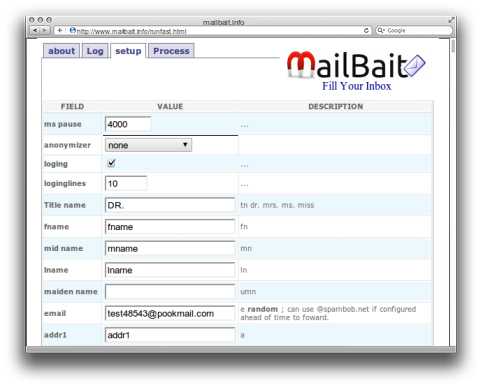 mailbait.info
http://www.mailbait.info/runfast.html
Google
about Log setup Process
MailBait
Fill Your Inbox
FIELD VALUE DESCRIPTION
ms pause 4000 ...
anonymizer none
loging ...
loginglines 10 ...
Title name DR. tn dr. mrs. ms. miss
fname fname fn
mid name mname mn
lname lname ln
maiden name umn
email test48543@pookmail.com e random ; can use @spambob.net if configured
ahead of time to foward.
addr1 addr1 a